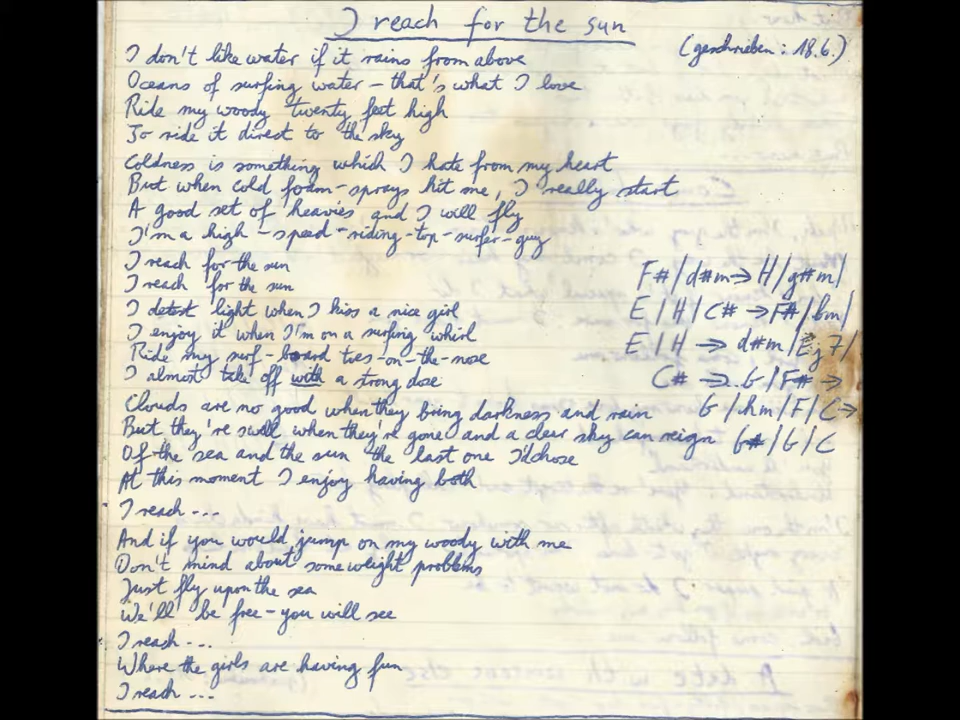 I reach for the sun
(geschrieben: 18.6.)
I don't like water if it rains from above
Oceans of surfing water - that's what I love
Ride my woody twenty feet high
To ride it direct to the sky
Coldness is something which I hate from my heart
But when cold foam-sprays hit me, I really start
A good set of heavies and I will fly
I'm a high-speed-riding-top-surfer-guy
I reach for the sun
I reach for the sun
I detest light when I kiss a nice girl
I enjoy it when I'm on a surfing whirl
Ride my surf-board toes-on-the-nose
I almost take off with a strong dose
Clouds are no good when they bring darkness and rain
But they're swell when they're gone and a clear sky can reign
Of the sea and the sun the last one I'd chose
At this moment I enjoy having both
I reach ...
And if you would jump on my woody with me
Don't mind about some weight problems
Just fly upon the sea
We'll be free - you will see
I reach ...
Where the girls are having fun
I reach ...
F# / d#m → H / g#m /
E / H / C# → F# / bm /
E / H → d#m / 7 /
C# → G / F# →
G / hm / F / C →
G# / G / C